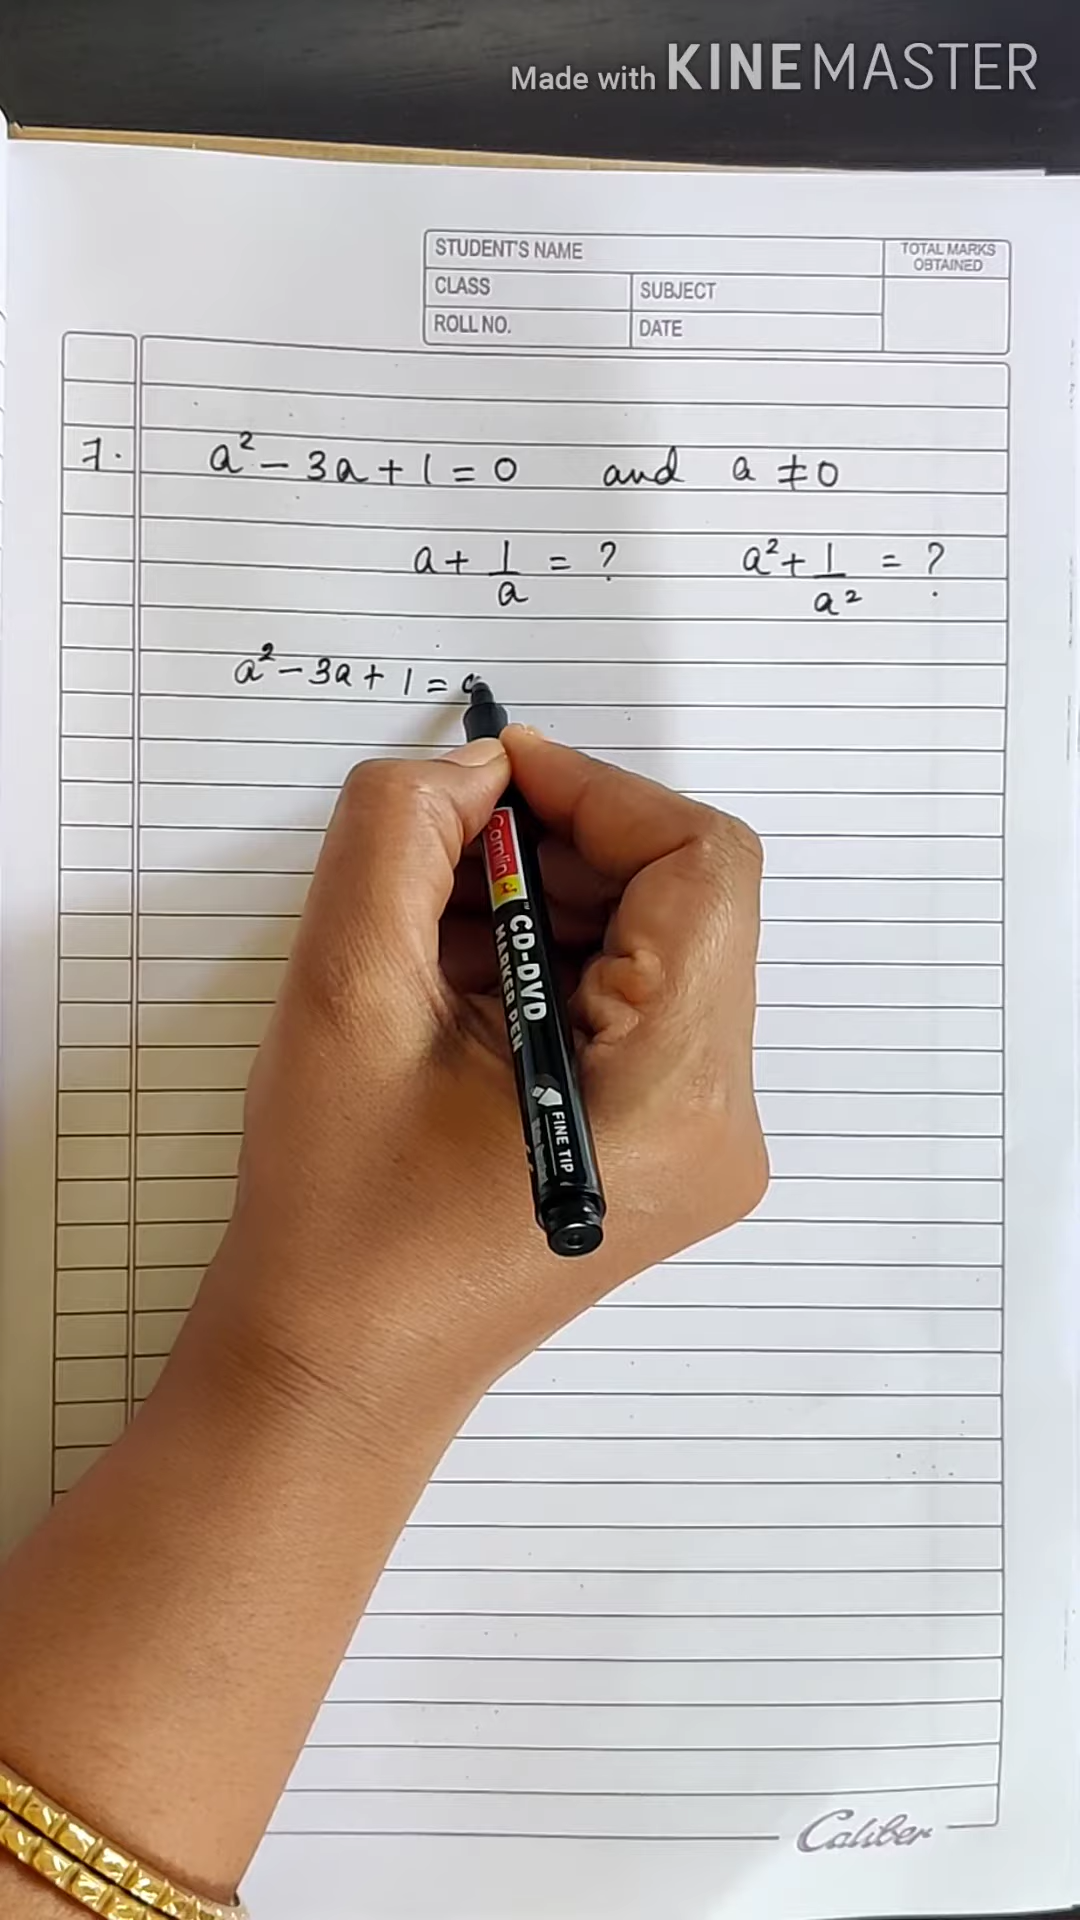 Made with KINEMASTER
STUDENT'S NAME
TOTAL MARKS OBTAINED
CLASS
SUBJECT
ROLL NO.
DATE
7. a² - 3a + 1 = 0 and a ≠ 0
a + 1/a = ? a² + 1/a² = ?
a² - 3a + 1 =
Camlin
CD-DVD
MARKER PEN
FINE TIP
Caliber